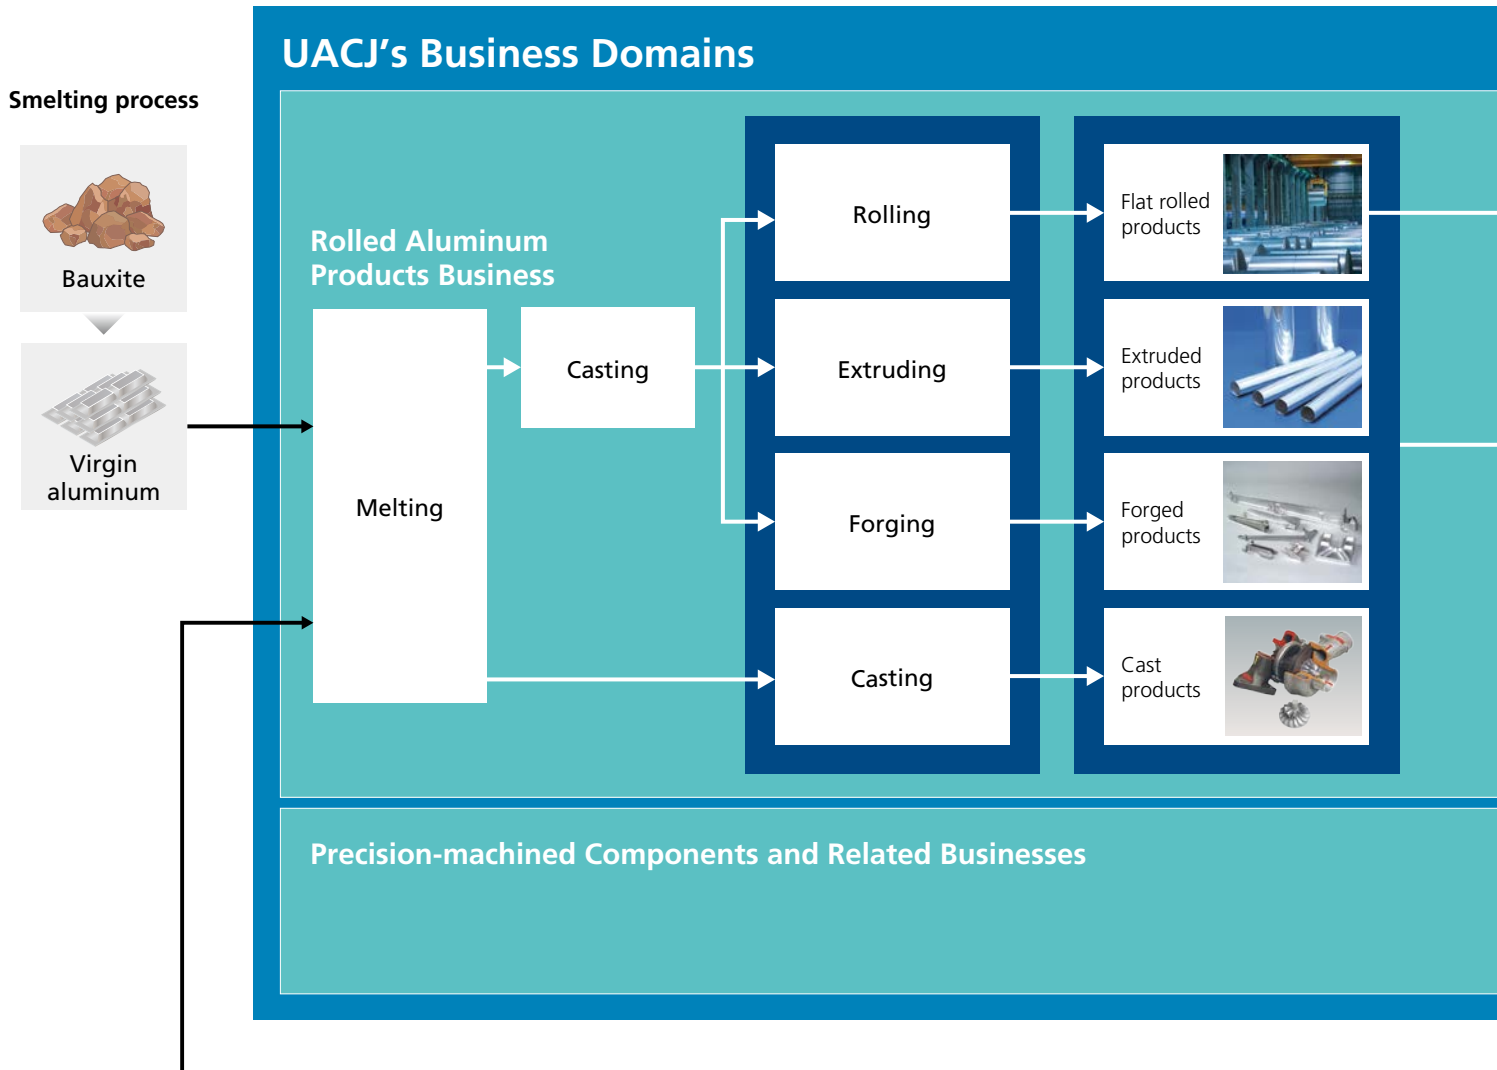 UACJ's Business Domains
Smelting process
Bauxite
Virgin
aluminum
Rolled Aluminum
Products Business
Melting
Casting
Rolling
Extruding
Forging
Casting
Flat rolled
products
Extruded
products
Forged
products
Cast
products
Precision-machined Components and Related Businesses